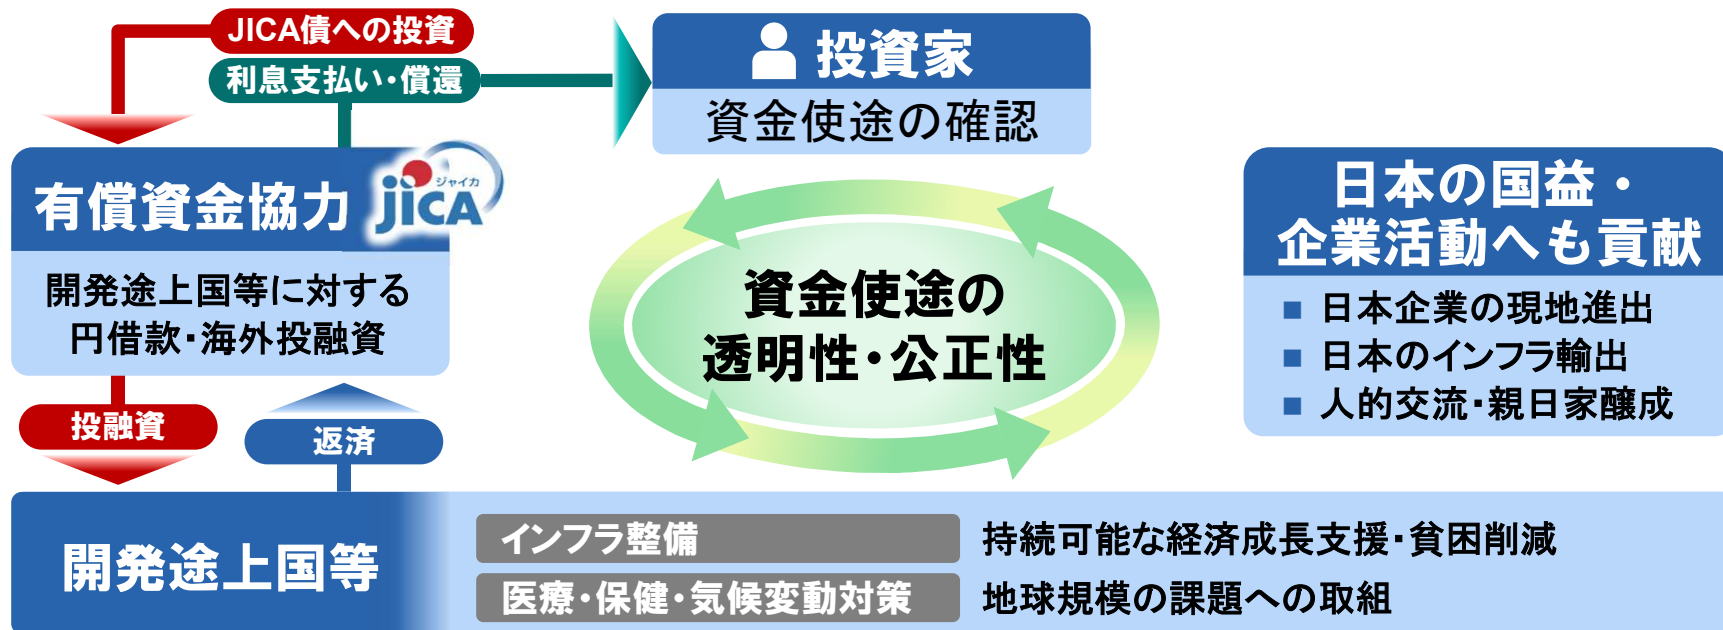 JICA債への投資
利息支払い・償還
投資家
資金使途の確認
有償資金協力
ジャイカ
jICA
開発途上国等に対する
円借款・海外投融資
資金使途の
透明性・公正性
日本の国益・
企業活動へも貢献
■ 日本企業の現地進出
■ 日本のインフラ輸出
■ 人的交流・親日家醸成
投融資
返済
開発途上国等
インフラ整備
持続可能な経済成長支援・貧困削減
医療・保健・気候変動対策
地球規模の課題への取組